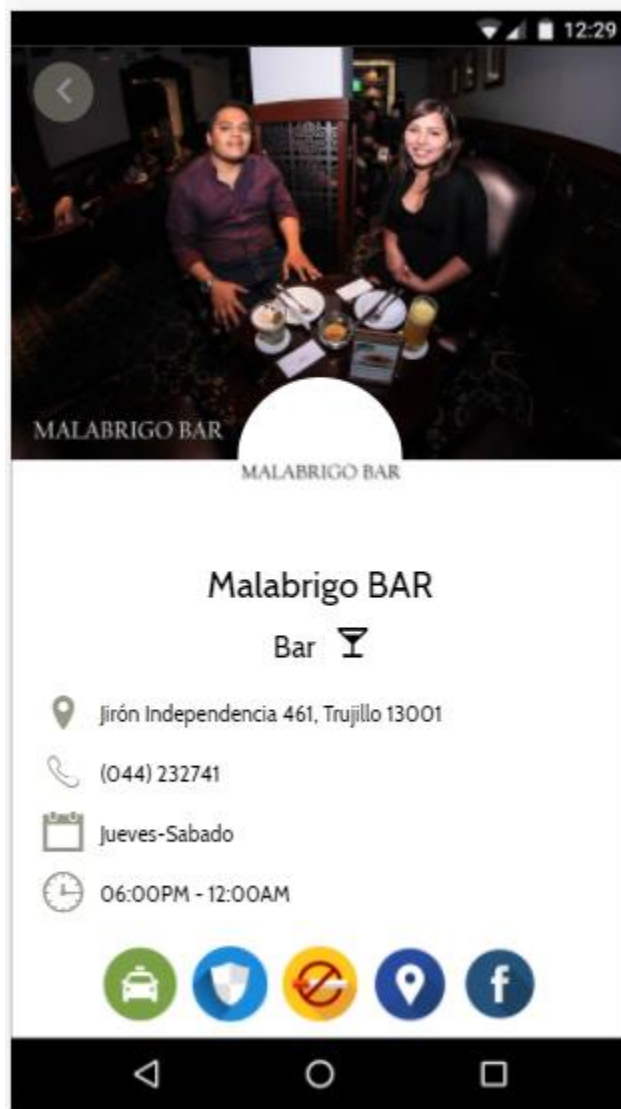 12:29
MALABRIGO BAR
MALABRIGO BAR
Malabrigo BAR
Bar
Jirón Independencia 461, Trujillo 13001
(044) 232741
Jueves-Sabado
06:00PM - 12:00AM
f